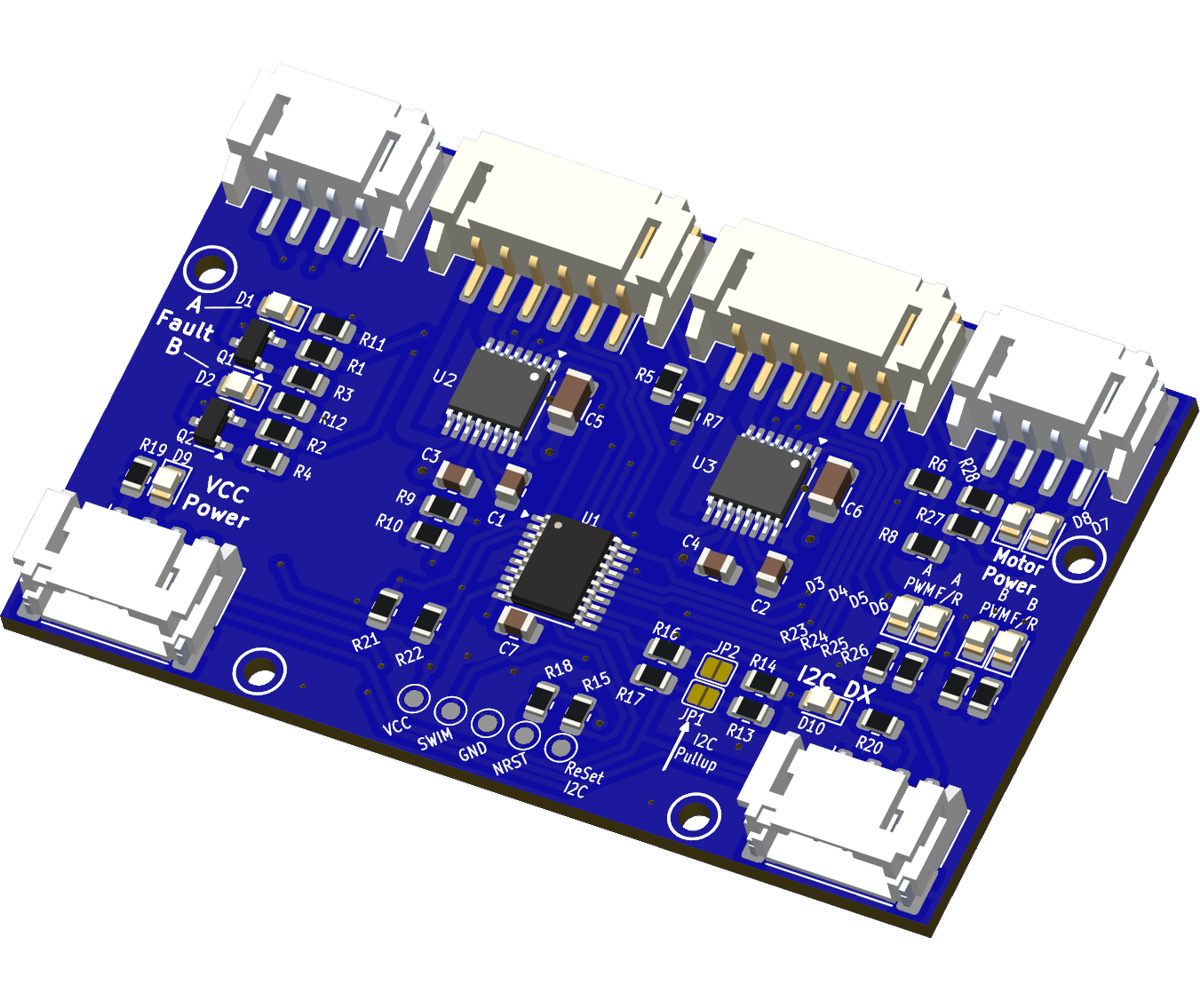 A
Fault
B
D1
R11
Q1
R1
D2
R3
R12
Q2
R2
R4
R19
D9
VCC
Power
U2
C5
R5
R7
C3
C1
R9
R10
U1
U3
C6
C4
C2
R6
R28
R27
R8
D8
D7
Motor
Power
A A
PWM F/R
B B
PWM F/R
D3
D4
D5
D6
R23
R24
R25
R26
R21
R22
C7
R16
R17
JP2
JP1
R14
R13
I2C DX
D10
R20
R18
R15
VCC
SWIM
GND
NRST
ReSet
I2C
I2C
Pullup